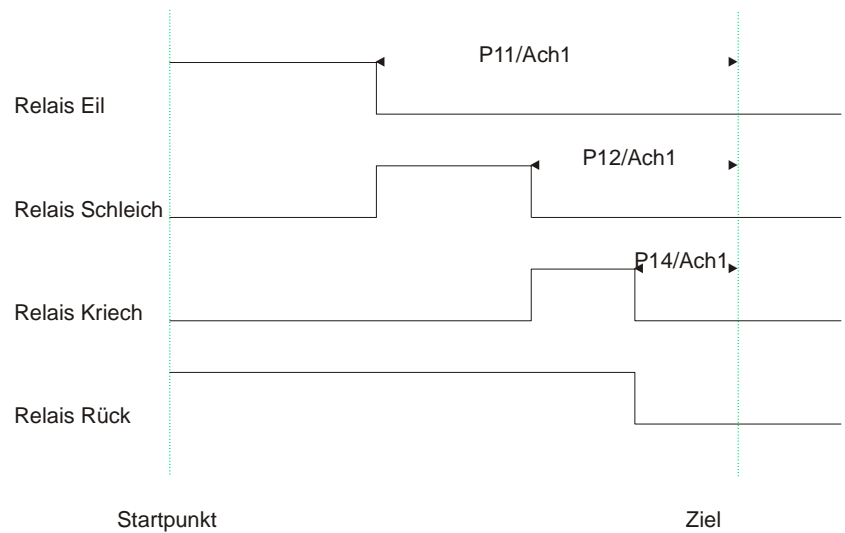 P11/Ach1
Relais Eil
P12/Ach1
Relais Schleich
P14/Ach1
Relais Kriech
Relais Rück
Startpunkt
Ziel